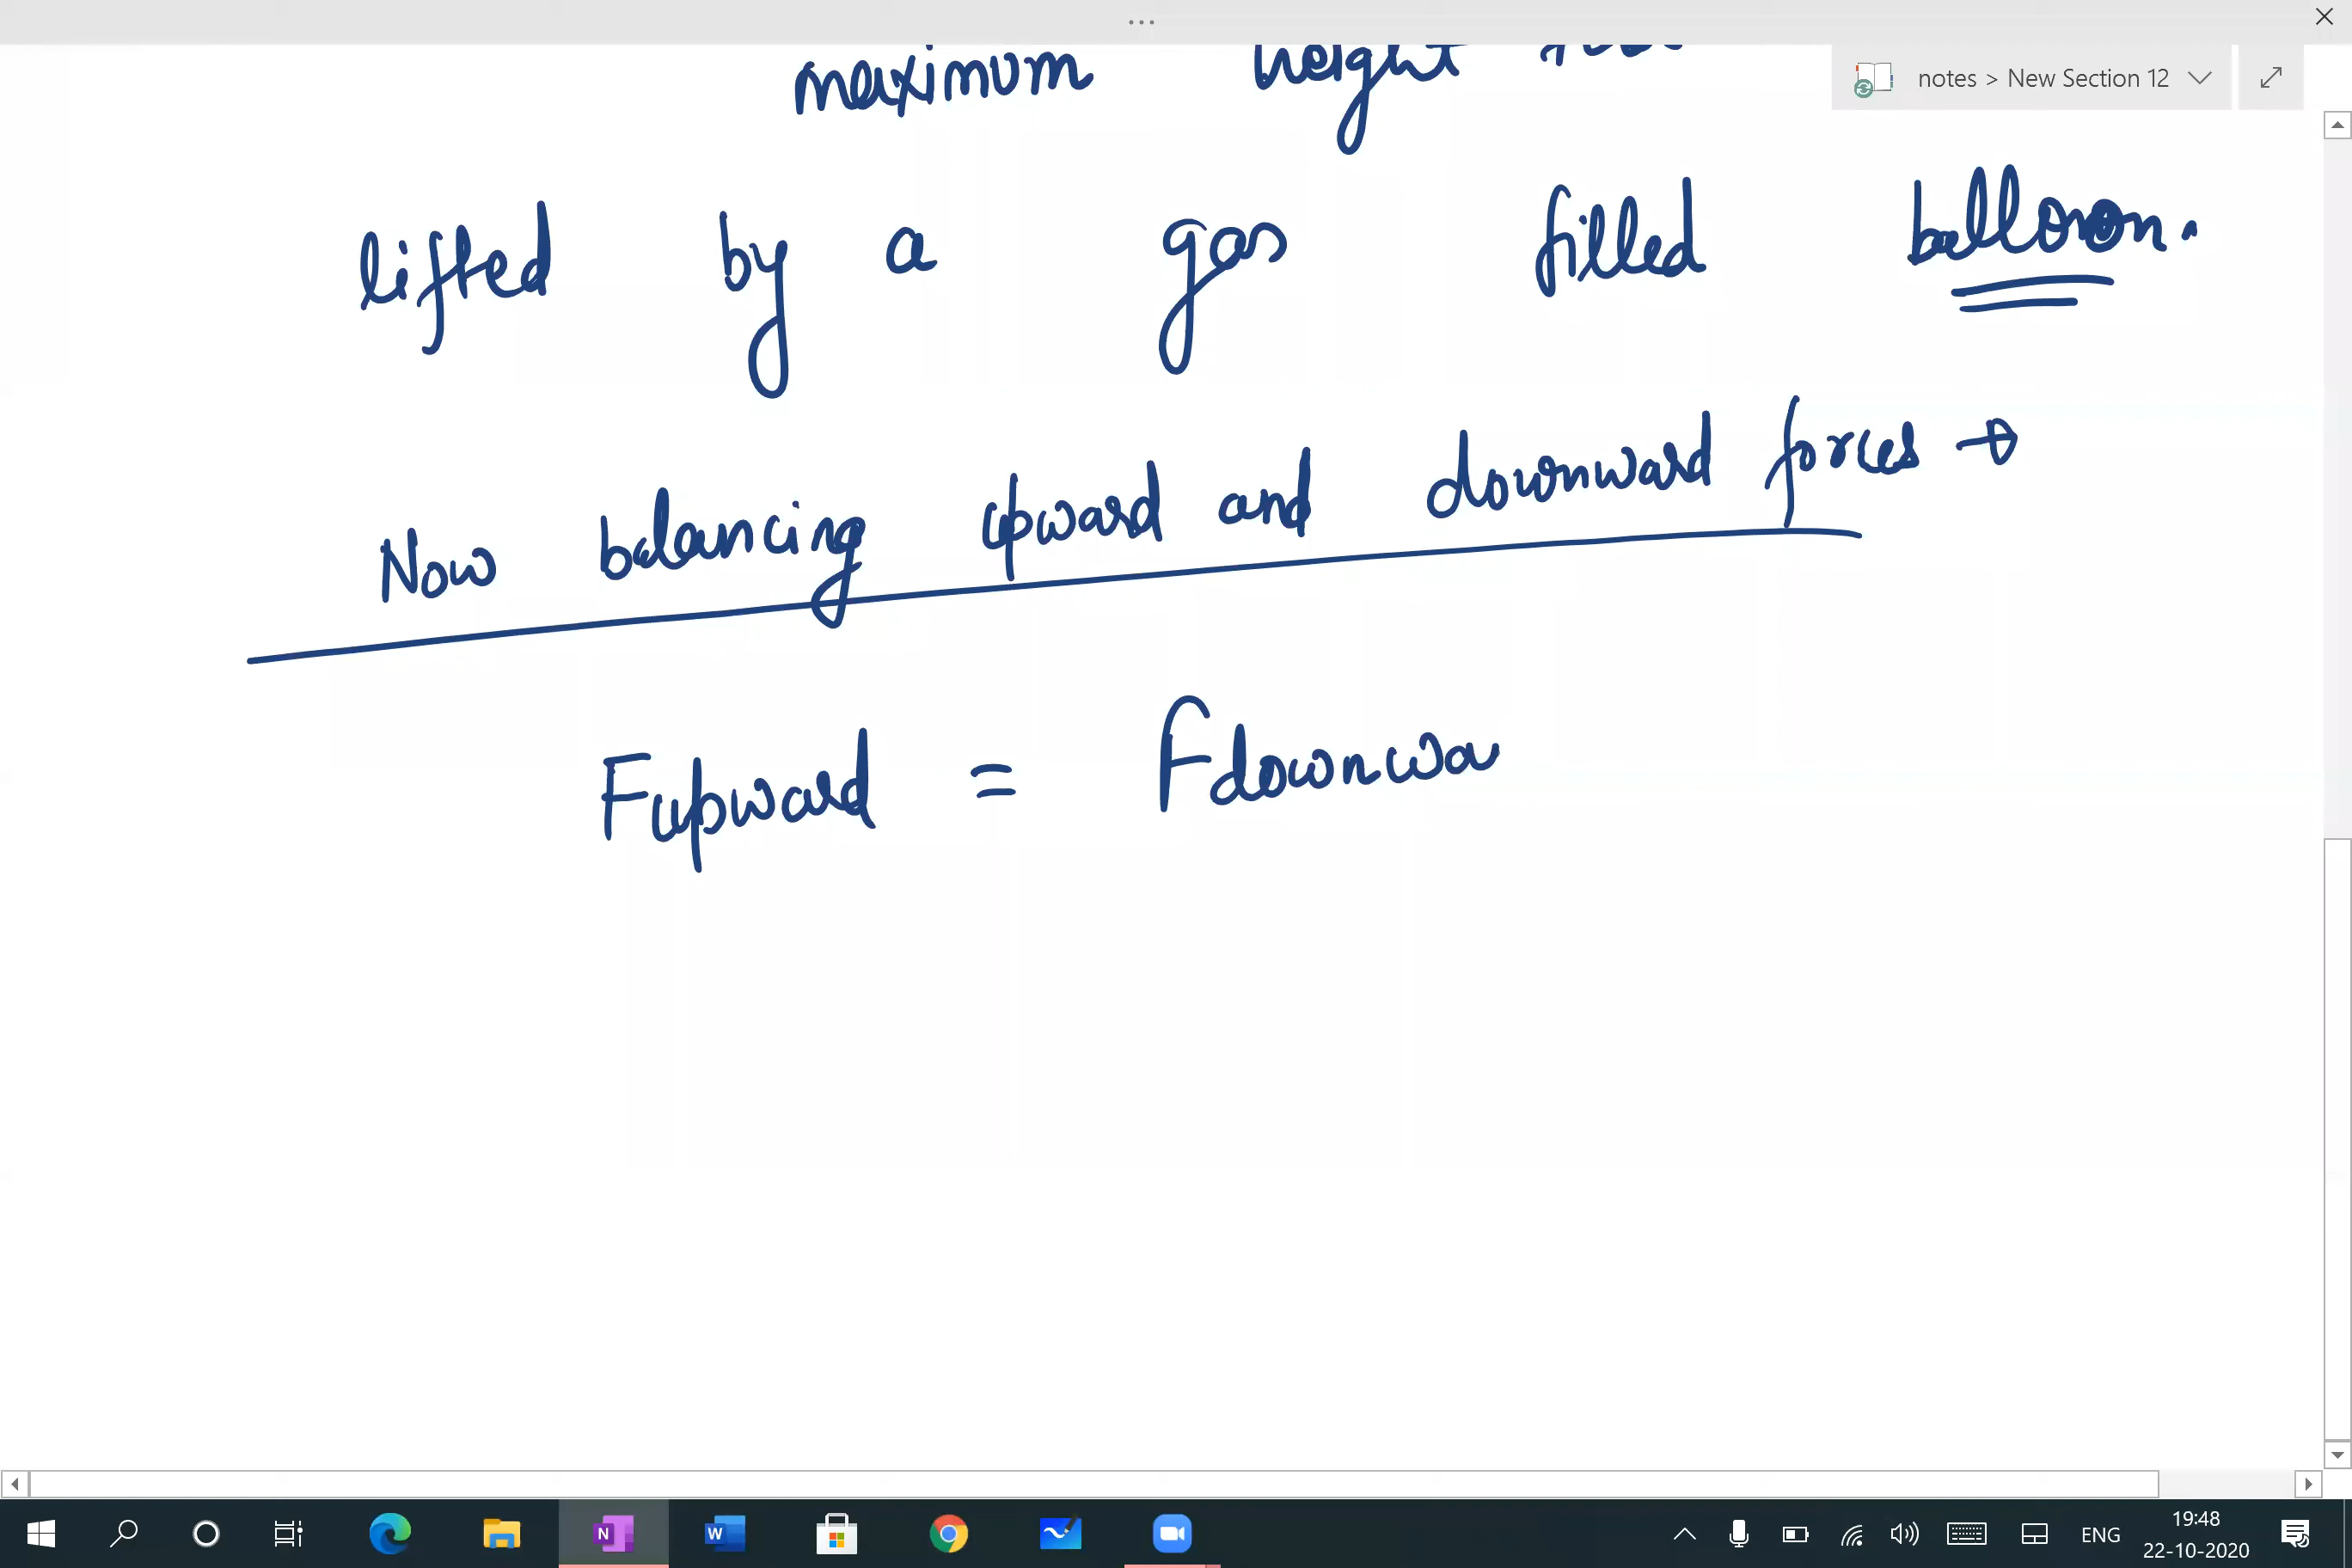 ...
notes > New Section 12
maximum height
lifted by a gas filled balloon.
Now balancing upward and downward forces →
Fupward = Fdownwa
N
W
ENG
19:48
22-10-2020